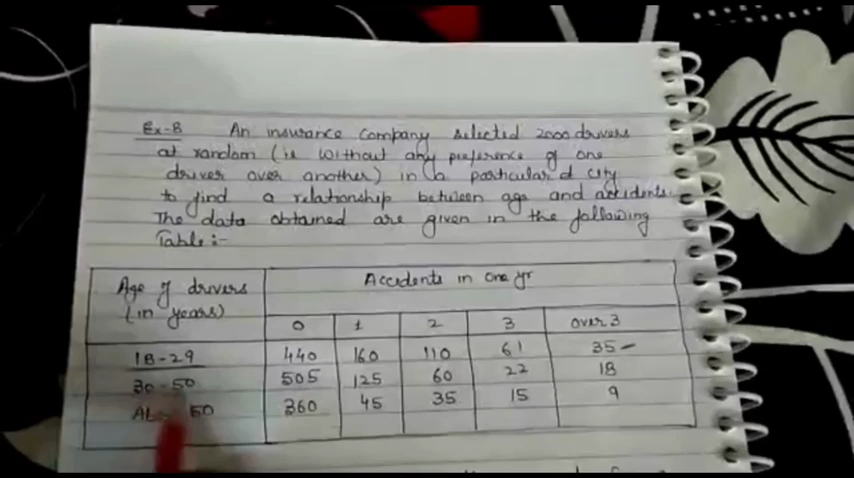 Ex-8 An insurance company selected 2000 drivers
at random (ie without any preference of one
driver over another) in a particular d city
to find a relationship between age and accidents.
The data obtained are given in the following
Table :-
Age of drivers (in years) Accidents in one yr
0 1 2 3 over 3
18-29 440 160 110 61 35
30-50 505 125 60 22 18
50 360 45 35 15 9